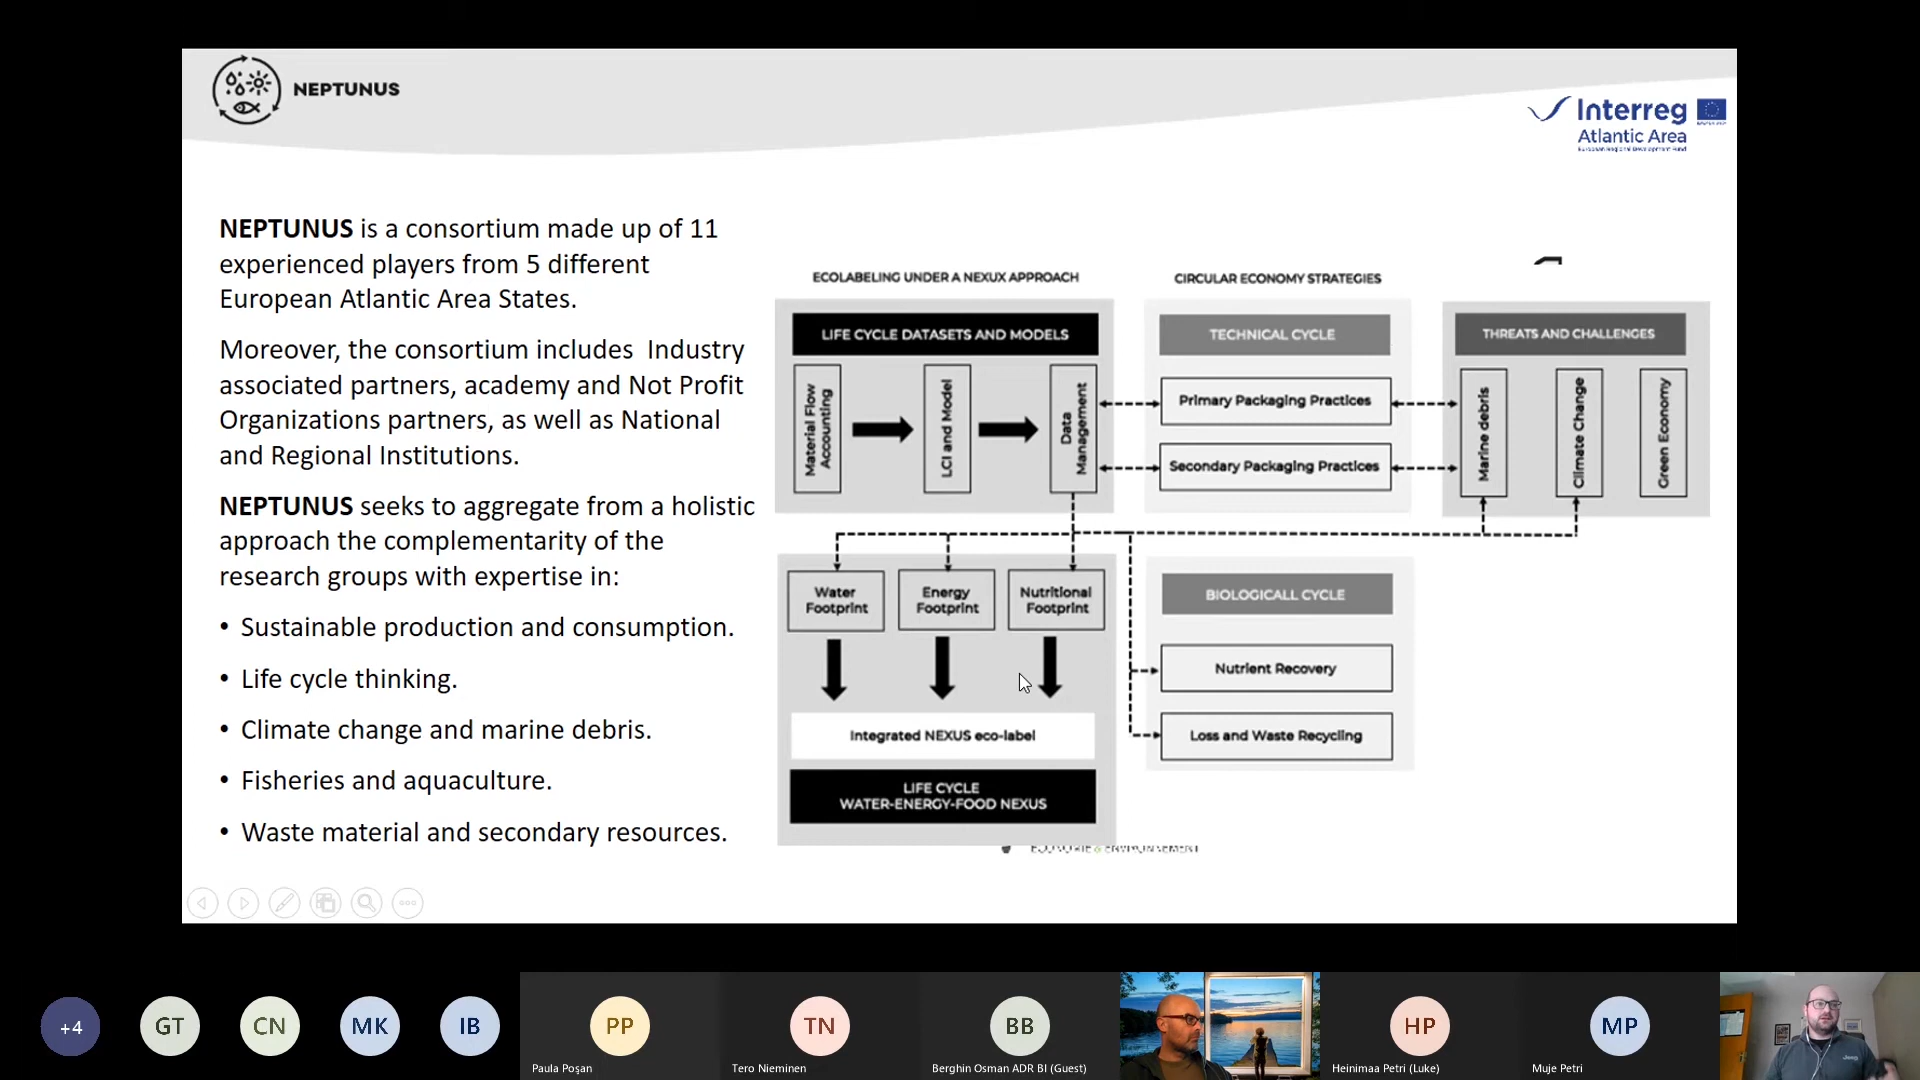 NEPTUNUS
Interreg
Atlantic Area
European Regional Development Fund
NEPTUNUS is a consortium made up of 11
experienced players from 5 different
European Atlantic Area States.
Moreover, the consortium includes Industry
associated partners, academy and Not Profit
Organizations partners, as well as National
and Regional Institutions.
NEPTUNUS seeks to aggregate from a holistic
approach the complementarity of the
research groups with expertise in:
• Sustainable production and consumption.
• Life cycle thinking.
• Climate change and marine debris.
• Fisheries and aquaculture.
• Waste material and secondary resources.
ECOLABELING UNDER A NEXUX APPROACH
LIFE CYCLE DATASETS AND MODELS
Material Flow
Accounting
LCI and Model
Data
Management
CIRCULAR ECONOMY STRATEGIES
TECHNICAL CYCLE
Primary Packaging Practices
Secondary Packaging Practices
THREATS AND CHALLENGES
Marine debris
Climate Change
Green Economy
Water
Footprint
Energy
Footprint
Nutritional
Footprint
Integrated NEXUS eco-label
LIFE CYCLE
WATER-ENERGY-FOOD NEXUS
BIOLOGICALL CYCLE
Nutrient Recovery
Loss and Waste Recycling
+4
GT
CN
MK
IB
PP
Paula Poşan
TN
Tero Nieminen
BB
Berghin Osman ADR BI (Guest)
HP
Heinimaa Petri (Luke)
MP
Muje Petri